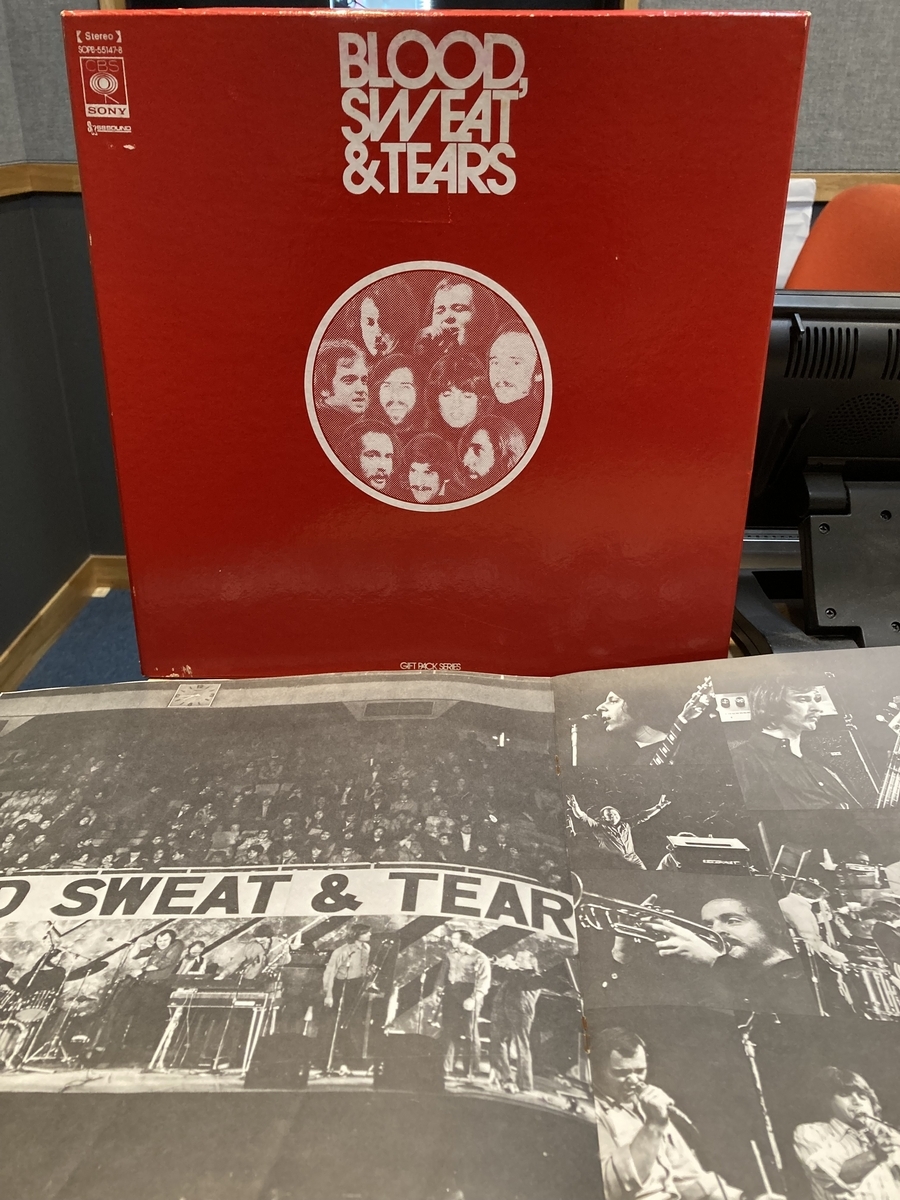 【 Stereo 】
SOPB-55147-8
CBS
SONY
BLOOD,
SWEAT
& TEARS
GIFT PACK SERIES
D SWEAT & TEAR